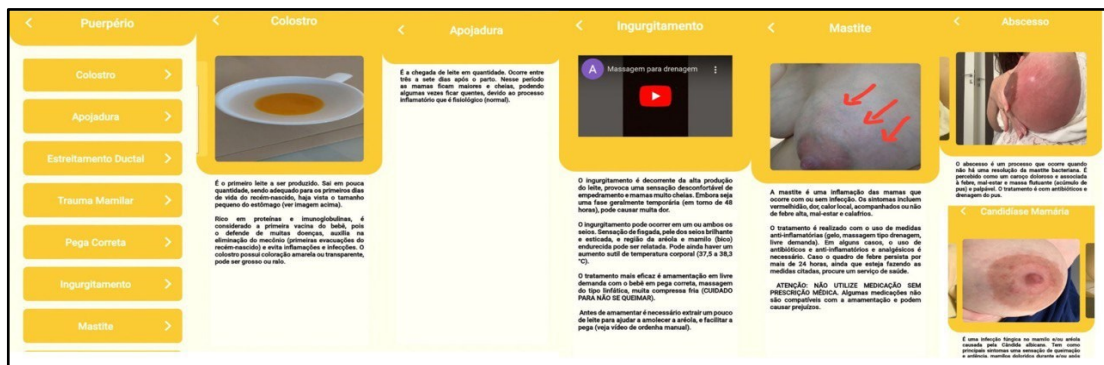 Puerpério
Colostro
Apojadura
Estreitamento Ductal
Trauma Mamilar
Pega Correta
Ingurgitamento
Mastite
Colostro
É o primeiro leite a ser produzido. Sai em pouca
quantidade, sendo adequado para os primeiros dias
de vida do recém-nascido, haja vista o tamanho
pequeno do estômago (ver imagem acima).
Rico em proteínas e imunoglobulinas, é
considerado a primeira vacina do bebê, pois
o defende de muitas doenças, auxilia na
eliminação do mecônio (primeiras evacuações do
recém-nascido) e evita inflamações e infecções. O
colostro possui coloração amarela ou transparente,
pode ser grosso ou ralo.
Apojadura
É a chegada de leite em quantidade. Ocorre entre
três a sete dias após o parto. Nesse período
as mamas ficam maiores e cheias, podendo
algumas vezes ficar quentes, devido ao processo
inflamatório que é fisiológico (normal).
Ingurgitamento
A Massagem para drenagem
O ingurgitamento é decorrente da alta produção
do leite, provoca uma sensação desconfortável de
empedramento e mamas muito cheias. Embora seja
uma fase geralmente temporária (em torno de 48
horas), pode causar muita dor.
O ingurgitamento pode ocorrer em um ou ambos os
seios. Sensação de fisgada, pele dos seios brilhante
e esticada, e região da aréola e mamilo (bico)
endurecida pode ser relatada. Pode ainda haver um
aumento sutil de temperatura corporal (37,5 a 38,3
°C).
O tratamento mais eficaz é amamentação em livre
demanda com o bebê em pega correta, massagem
do tipo linfática, muita compressa fria (CUIDADO
PARA NÃO SE QUEIMAR).
Antes de amamentar é necessário extrair um pouco
de leite para ajudar a amolecer a aréola, e facilitar a
pega (veja vídeo de ordenha manual).
Mastite
A mastite é uma inflamação das mamas que
ocorre com ou sem infecção. Os sintomas incluem
vermelhidão, dor, calor local, acompanhados ou não
de febre alta, mal-estar e calafrios.
O tratamento é realizado com o uso de medidas
anti-inflamatórias (gelo, massagem tipo drenagem,
livre demanda). Em alguns casos, o uso de
antibióticos e anti-inflamatórios e analgésicos é
necessário. Caso o quadro de febre persista por
mais de 24 horas, ainda que esteja fazendo as
medidas citadas, procure um serviço de saúde.
ATENÇÃO: NÃO UTILIZE MEDICAÇÃO SEM
PRESCRIÇÃO MÉDICA. Algumas medicações não
são compatíveis com a amamentação e podem
causar prejuízos.
Abscesso
O abscesso é um processo que ocorre quando
não há uma resolução da mastite bacteriana. É
percebido como um caroço doloroso e associada
à febre, mal-estar e massa flutuante (acúmulo de
pus) e palpável. O tratamento é com antibióticos e
drenagem do pus.
Candidíase Mamária
É uma infecção fúngica no mamilo e/ou aréola
causada pela Cândida albicans. Tem como
principais sintomas uma sensação de queimação